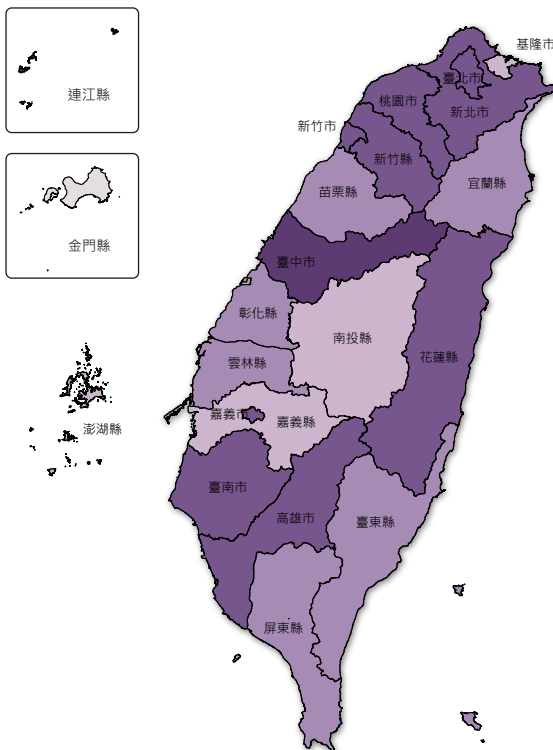 基隆市
連江縣
臺北市
桃園市
新北市
新竹市
新竹縣
宜蘭縣
苗栗縣
金門縣
臺中市
彰化縣
南投縣
花蓮縣
雲林縣
嘉義市
嘉義縣
澎湖縣
臺南市
高雄市
臺東縣
屏東縣